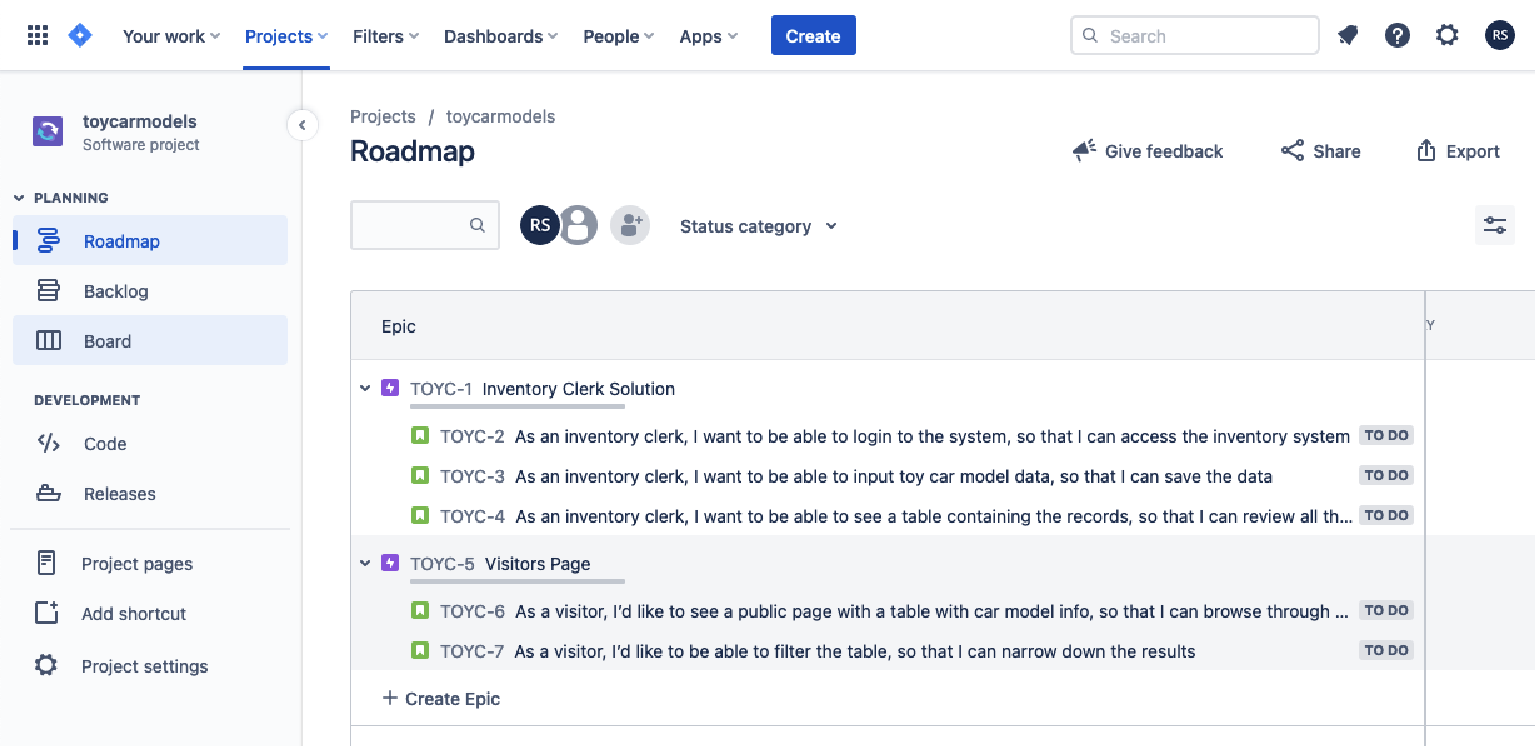 Your work Projects Filters Dashboards People Apps Create Search RS
toycarmodels
Software project
PLANNING
Roadmap
Backlog
Board
DEVELOPMENT
Code
Releases
Project pages
Add shortcut
Project settings
Projects / toycarmodels
Roadmap
Give feedback Share Export
RS Status category
Epic Y
TOYC-1 Inventory Clerk Solution
TOYC-2 As an inventory clerk, I want to be able to login to the system, so that I can access the inventory system TO DO
TOYC-3 As an inventory clerk, I want to be able to input toy car model data, so that I can save the data TO DO
TOYC-4 As an inventory clerk, I want to be able to see a table containing the records, so that I can review all th... TO DO
TOYC-5 Visitors Page
TOYC-6 As a visitor, I'd like to see a public page with a table with car model info, so that I can browse through ... TO DO
TOYC-7 As a visitor, I'd like to be able to filter the table, so that I can narrow down the results TO DO
+ Create Epic